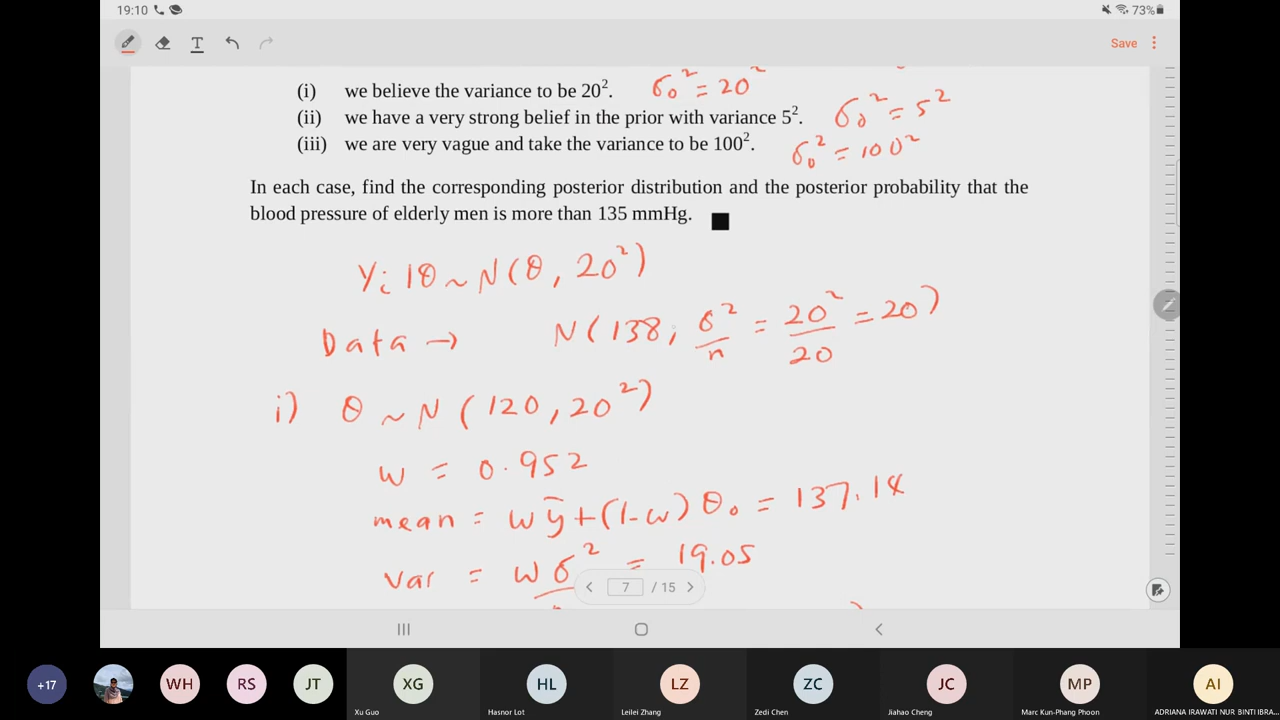 19:10
73%
Save
σ₀² = 20²
(i) we believe the variance to be 20².
(ii) we have a very strong belief in the prior with variance 5². σ₀² = 5²
(iii) we are very vague and take the variance to be 100². σ₀² = 100²
In each case, find the corresponding posterior distribution and the posterior probability that the
blood pressure of elderly men is more than 135 mmHg.
Yi|θ ~ N(θ, 20²)
Data → N(138, σ²/n = 20²/20 = 20)
i) θ ~ N(120, 20²)
w = 0.952
mean = wȳ + (1-w)θ₀ = 137.14
var = wσ² = 19.05
7 / 15
+17
WH
RS
JT
XG
HL
LZ
ZC
JC
MP
AI
Xu Guo
Hasnor Lot
Leilei Zhang
Zedi Chen
Jiahao Cheng
Marc Kun-Phang Phoon
ADRIANA IRAWATI NUR BINTI IBRA...